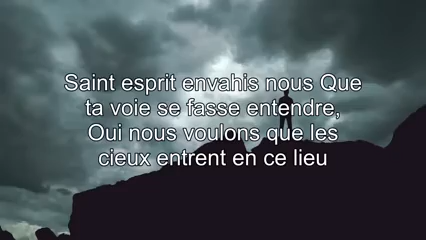 Saint esprit envahis nous Que
ta voie se fasse entendre,
Oui nous voulons que les
cieux entrent en ce lieu